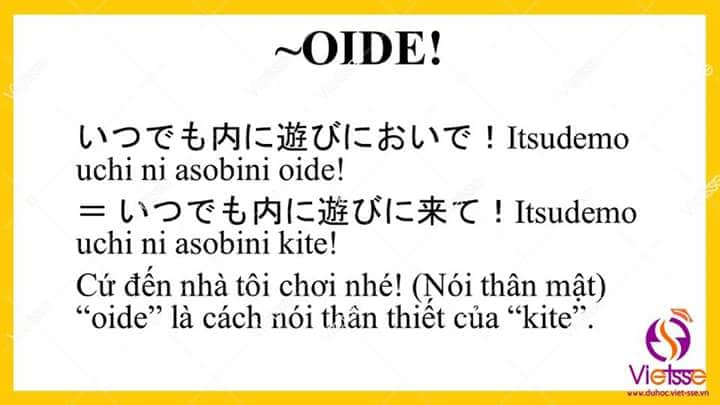 ~OIDE!
いつでも内に遊びにおいで！Itsudemo
uchi ni asobini oide!
＝ いつでも内に遊びに来て！Itsudemo
uchi ni asobini kite!
Cứ đến nhà tôi chơi nhé! (Nói thân mật)
“oide” là cách nói thân thiết của “kite”.
Vietsse
www.duhoc.viet-sse.vn